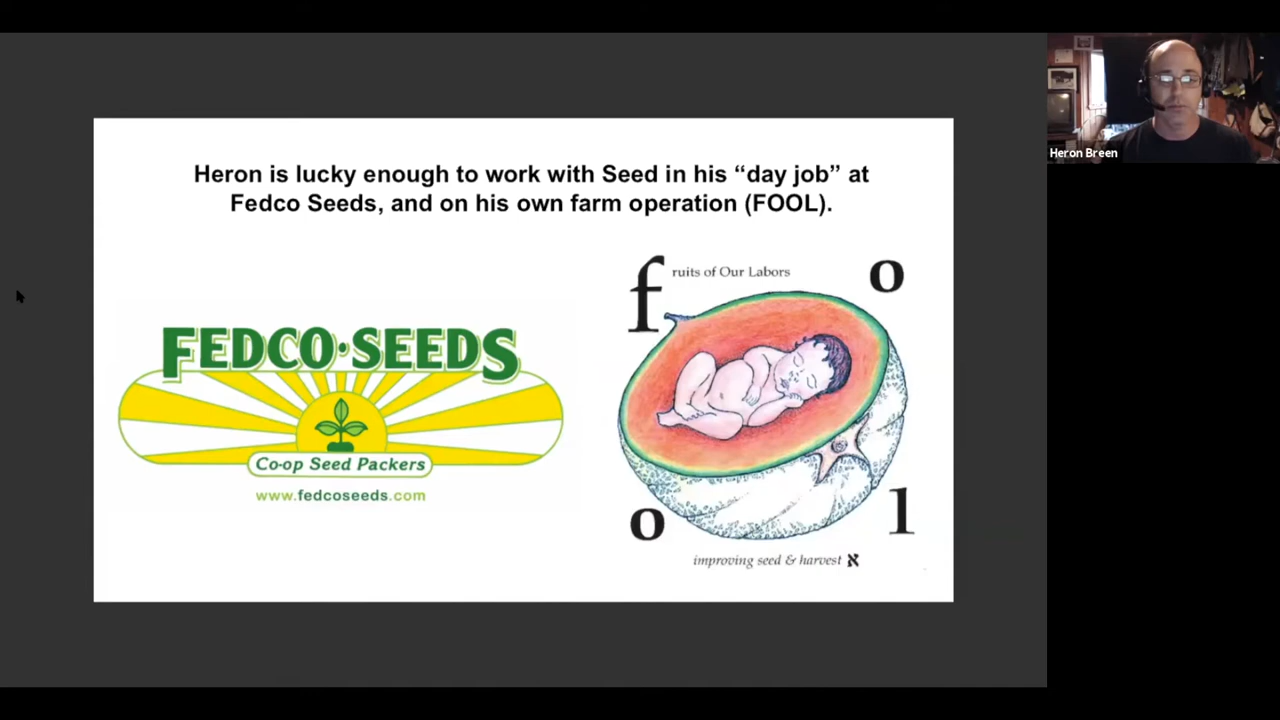 Heron is lucky enough to work with Seed in his “day job” at
Fedco Seeds, and on his own farm operation (FOOL).
FEDCO·SEEDS
Co-op Seed Packers
www.fedcoseeds.com
f
ruits of Our Labors
o
o
l
improving seed & harvest א
Heron Breen